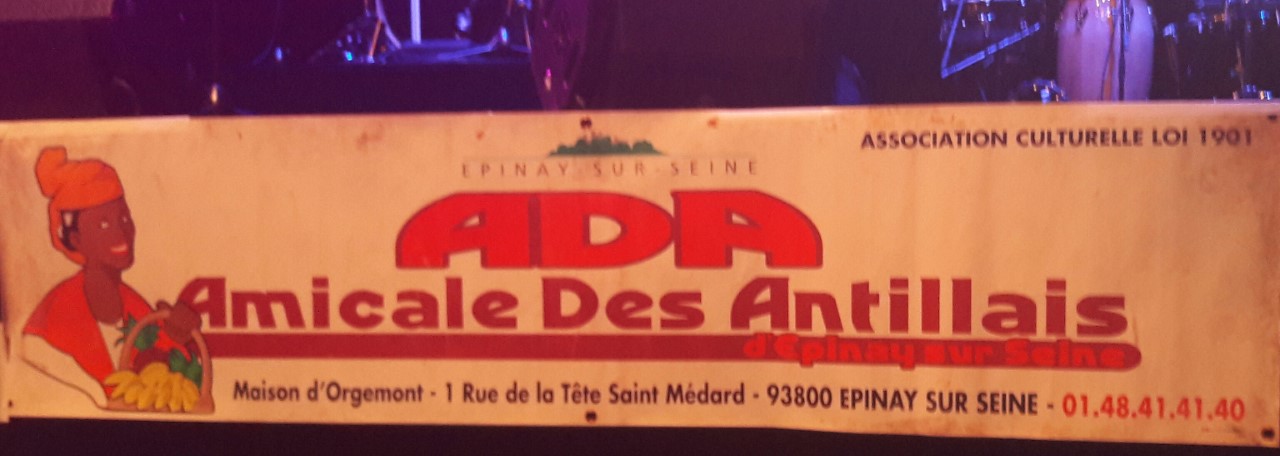 ASSOCIATION CULTURELLE LOI 1901
EPINAY-SUR-SEINE
ADA
Amicale Des Antillais
d'Epinay sur Seine
Maison d'Orgemont - 1 Rue de la Tête Saint Médard - 93800 EPINAY SUR SEINE - 01.48.41.41.40